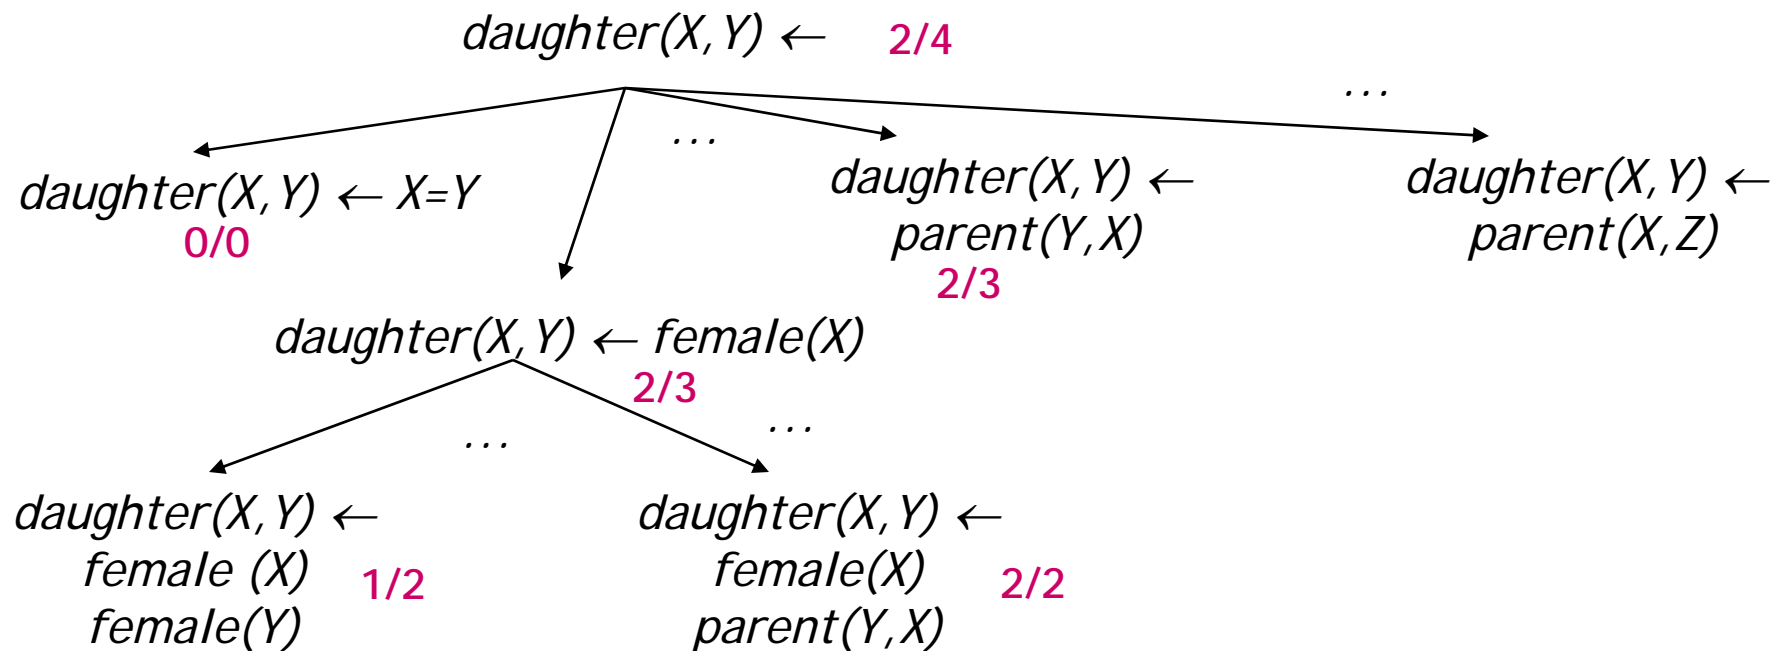 daughter(X,Y) ← 2/4
...
...
daughter(X,Y) ← X=Y
0/0
daughter(X,Y) ←
parent(Y,X)
2/3
daughter(X,Y) ←
parent(X,Z)
daughter(X,Y) ← female(X)
2/3
...
...
daughter(X,Y) ←
female (X) 1/2
female(Y)
daughter(X,Y) ←
female(X) 2/2
parent(Y,X)